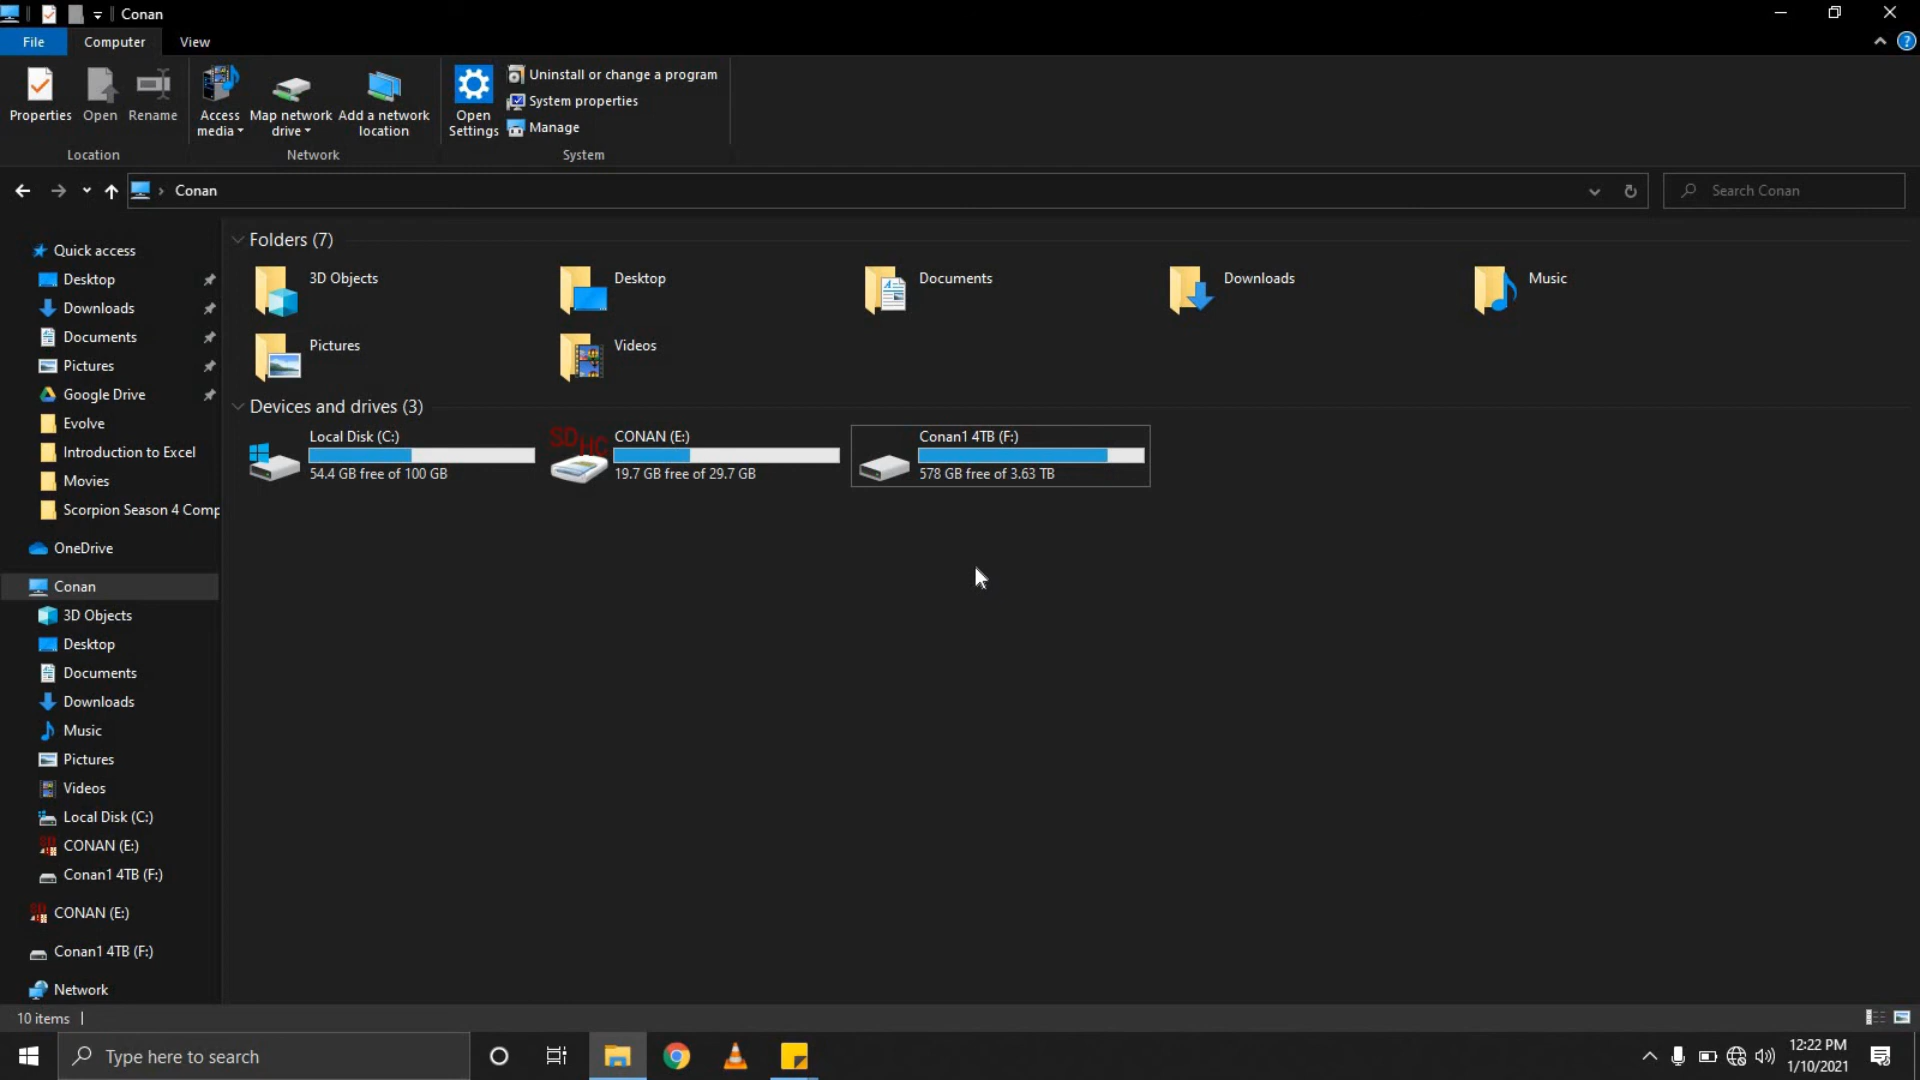 Conan
File Computer View
Properties Open Rename Access media Map network drive Add a network location Open Settings Uninstall or change a program
System properties
Manage
Location Network System
Conan Search Conan
Quick access
Desktop
Downloads
Documents
Pictures
Google Drive
Evolve
Introduction to Excel
Movies
Scorpion Season 4 Comp
OneDrive
Conan
3D Objects
Desktop
Documents
Downloads
Music
Pictures
Videos
Local Disk (C:)
CONAN (E:)
Conan1 4TB (F:)
CONAN (E:)
Conan1 4TB (F:)
Network
Folders (7)
3D Objects Desktop Documents Downloads Music
Pictures Videos
Devices and drives (3)
Local Disk (C:)
54.4 GB free of 100 GB
SDHC
CONAN (E:)
19.7 GB free of 29.7 GB
Conan1 4TB (F:)
578 GB free of 3.63 TB
10 items
Type here to search
12:22 PM
1/10/2021